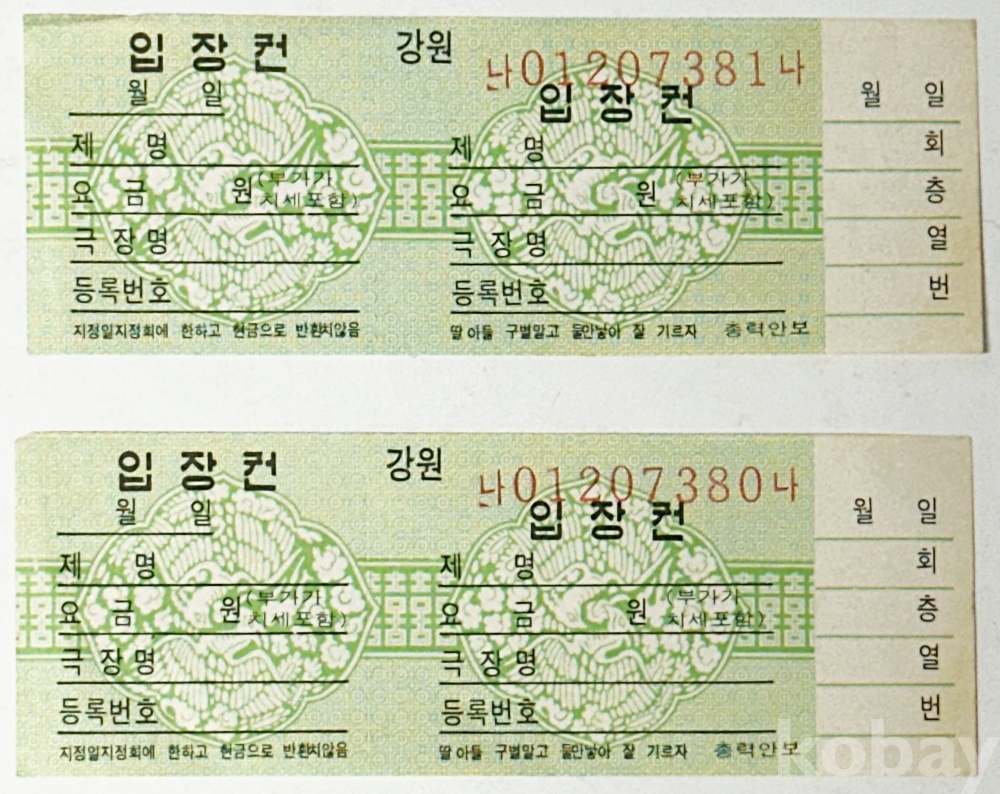 입장권 강원 나01207381나
월 일 입장권 월 일
제 명 제 명 회
요 금 원(부가가치세포함) 요 금 원(부가가치세포함) 층
극장명 극장명 열
등록번호 등록번호 번
지정일지정회에 한하고 현금으로 반환치않음 딸아들 구별말고 둘만낳아 잘 기르자 총력안보
입장권 강원 나01207380나
월 일 입장권 월 일
제 명 제 명 회
요 금 원(부가가치세포함) 요 금 원(부가가치세포함) 층
극장명 극장명 열
등록번호 등록번호 번
지정일지정회에 한하고 현금으로 반환치않음 딸아들 구별말고 둘만낳아 잘 기르자 총력안보
kobay